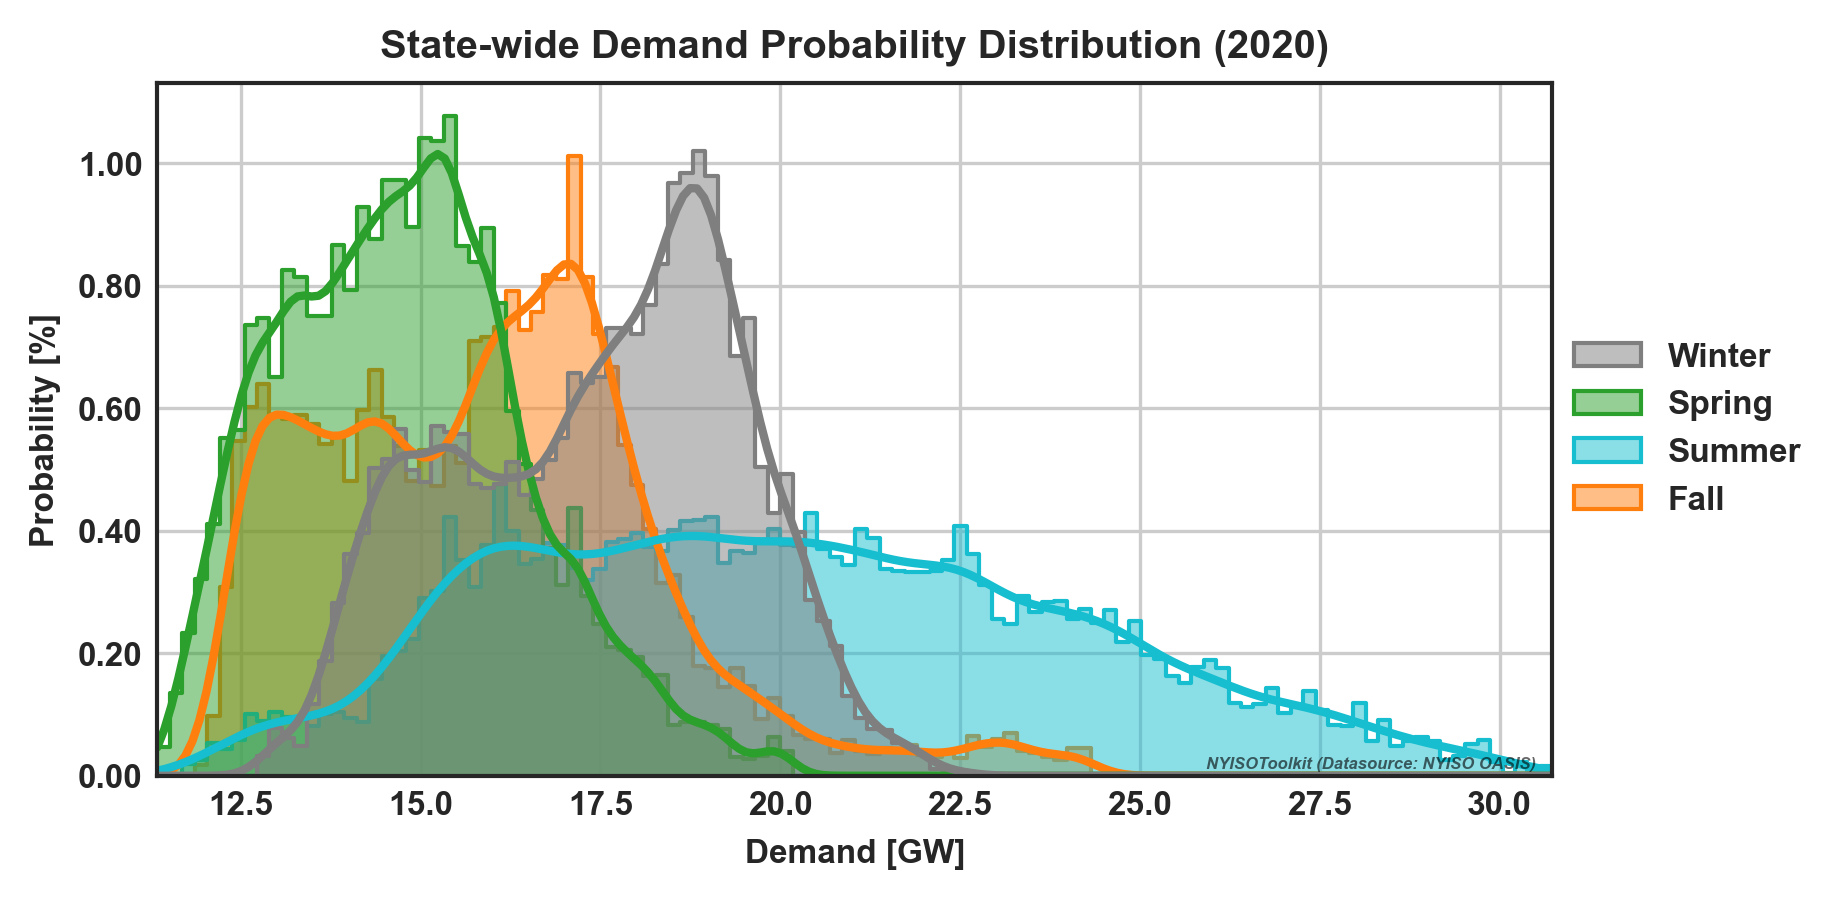 State-wide Demand Probability Distribution (2020)
Probability [%]
1.00
0.80
0.60
0.40
0.20
0.00
12.5 15.0 17.5 20.0 22.5 25.0 27.5 30.0
Demand [GW]
Winter
Spring
Summer
Fall
NYISOToolkit (Datasource: NYISO OASIS)